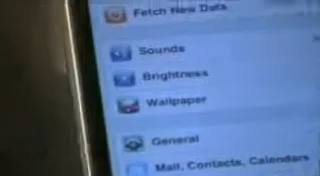 Fetch New Data
Sounds
Brightness
Wallpaper
General
Mail, Contacts, Calendars